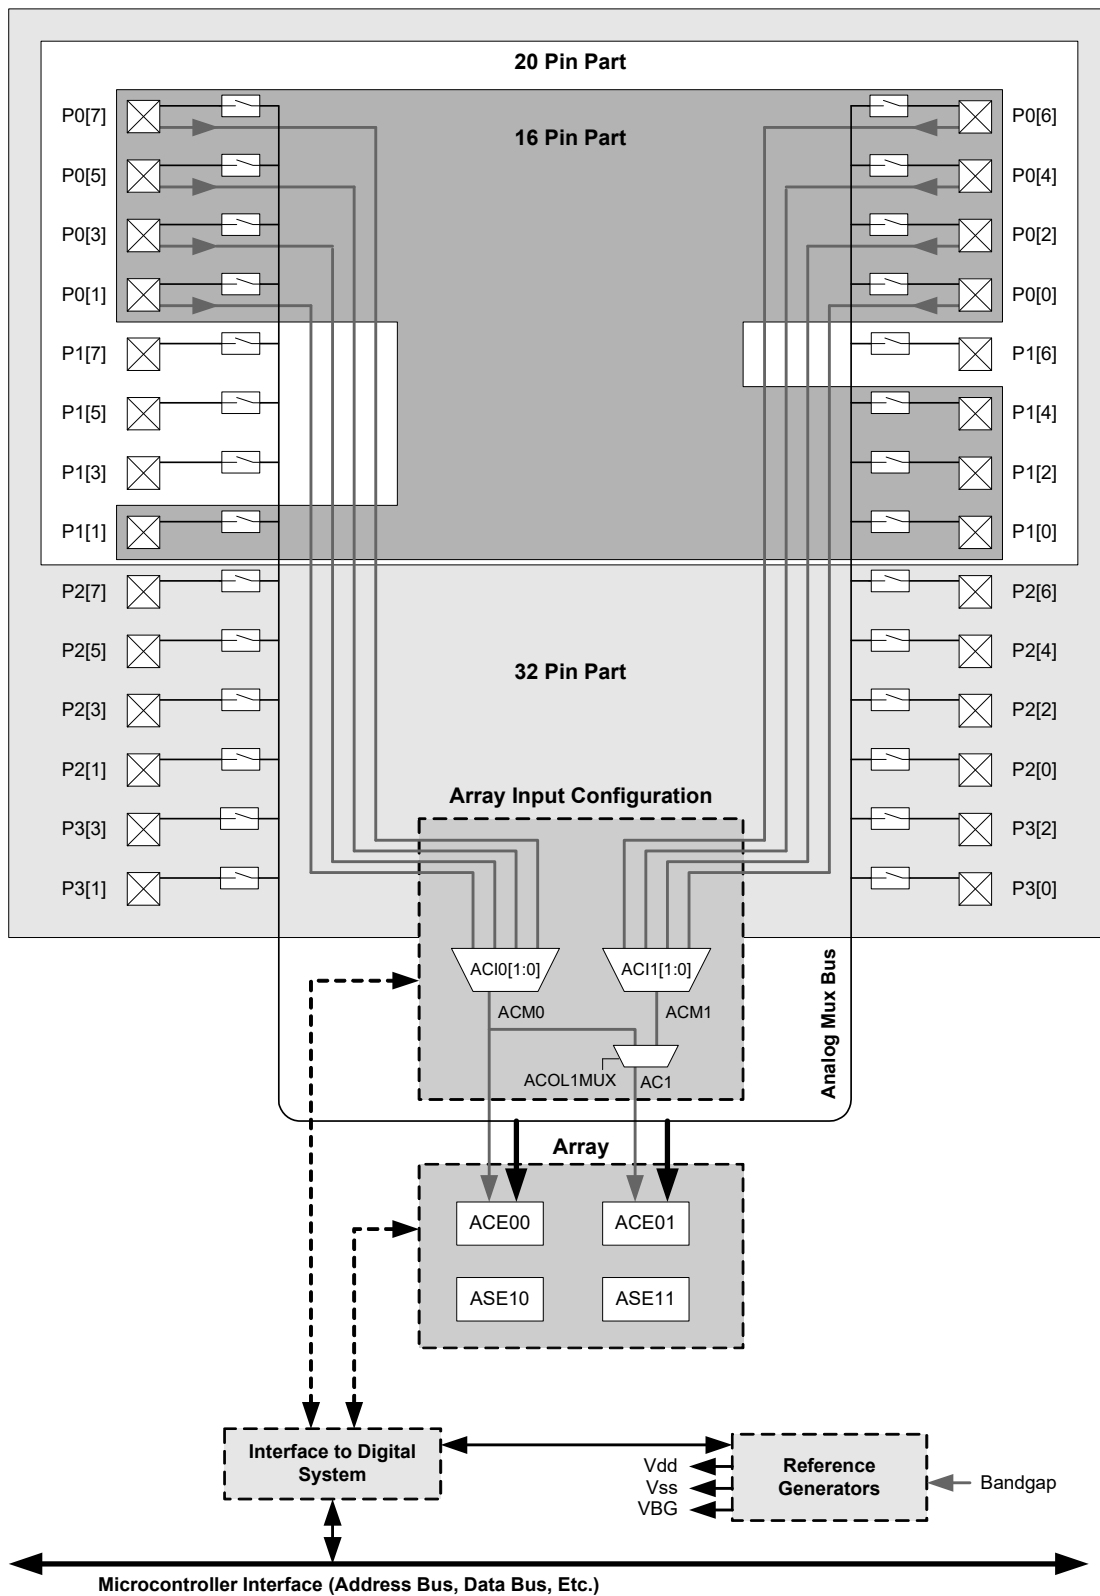 20 Pin Part
16 Pin Part
P0[7]
P0[6]
P0[5]
P0[4]
P0[3]
P0[2]
P0[1]
P0[0]
P1[7]
P1[6]
P1[5]
P1[4]
P1[3]
P1[2]
P1[1]
P1[0]
P2[7]
P2[6]
P2[5]
P2[4]
32 Pin Part
P2[3]
P2[2]
P2[1]
P2[0]
Array Input Configuration
P3[3]
P3[2]
P3[1]
P3[0]
ACI0[1:0]
ACI1[1:0]
ACM0
ACM1
Analog Mux Bus
ACOL1MUX
AC1
Array
ACE00
ACE01
ASE10
ASE11
Interface to Digital
System
Vdd
Vss
VBG
Reference
Generators
Bandgap
Microcontroller Interface (Address Bus, Data Bus, Etc.)